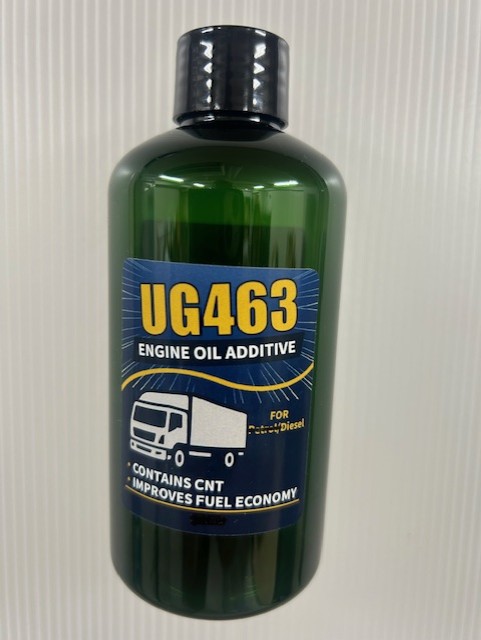 UG463
ENGINE OIL ADDITIVE
FOR
Petrol/Diesel
· CONTAINS CNT
· IMPROVES FUEL ECONOMY